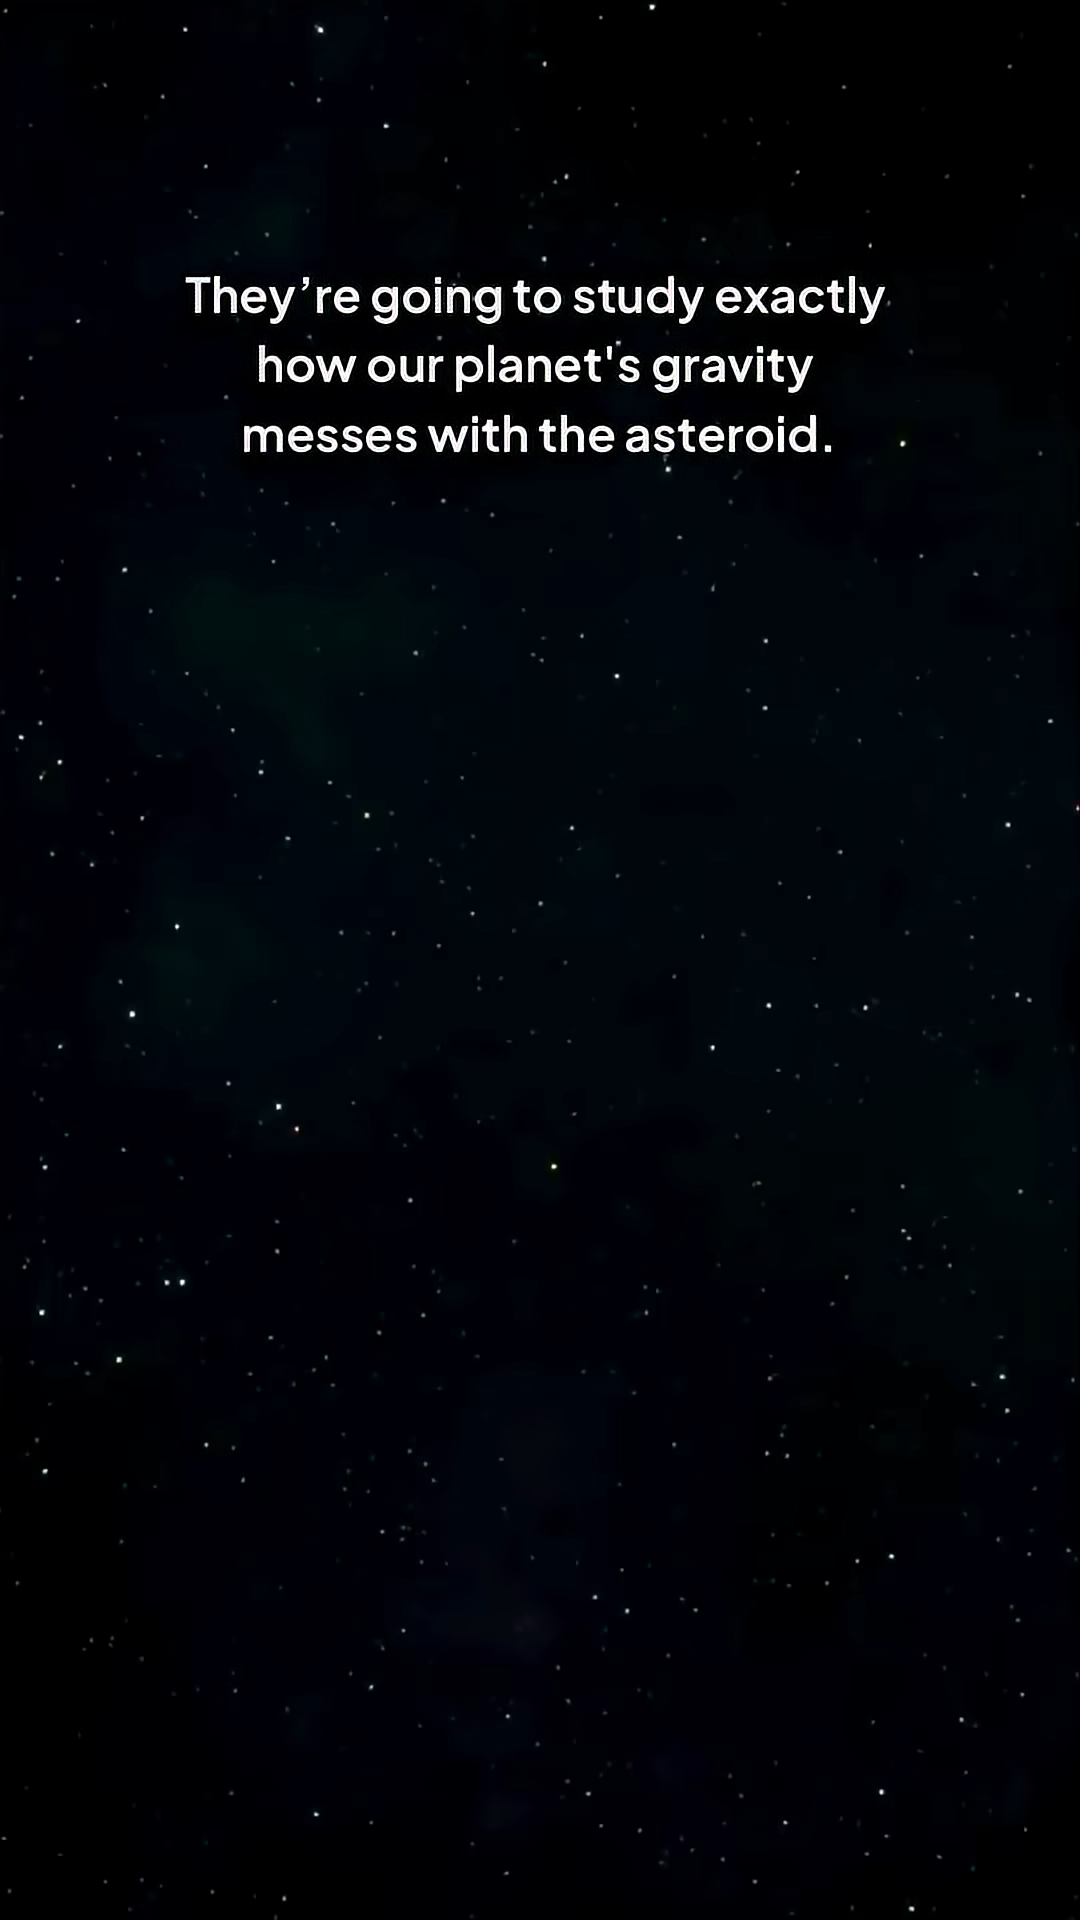 They’re going to study exactly
how our planet's gravity
messes with the asteroid.